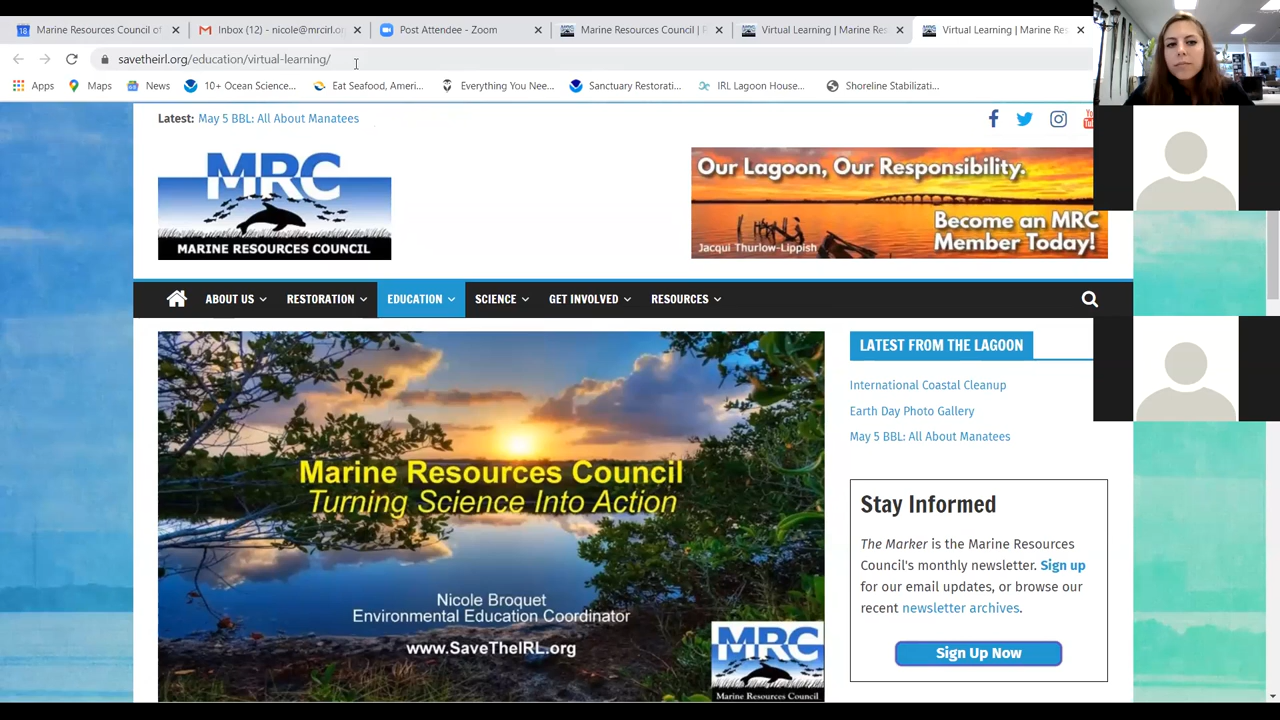 Marine Resources Council of
Inbox (12) - nicole@mrcirl.or
Post Attendee - Zoom
Marine Resources Council | R
Virtual Learning | Marine Res
Virtual Learning | Marine Res
savetheirl.org/education/virtual-learning/
Apps
Maps
News
10+ Ocean Science...
Eat Seafood, Ameri...
Everything You Nee...
Sanctuary Restorati...
IRL Lagoon House...
Shoreline Stabilizati...
Latest: May 5 BBL: All About Manatees
MRC
MARINE RESOURCES COUNCIL
Our Lagoon, Our Responsibility.
Become an MRC
Member Today!
Jacqui Thurlow-Lippish
ABOUT US
RESTORATION
EDUCATION
SCIENCE
GET INVOLVED
RESOURCES
Marine Resources Council
Turning Science Into Action
Nicole Broquet
Environmental Education Coordinator
www.SaveTheIRL.org
MRC
Marine Resources Council
LATEST FROM THE LAGOON
International Coastal Cleanup
Earth Day Photo Gallery
May 5 BBL: All About Manatees
Stay Informed
The Marker is the Marine Resources
Council's monthly newsletter. Sign up
for our email updates, or browse our
recent newsletter archives.
Sign Up Now